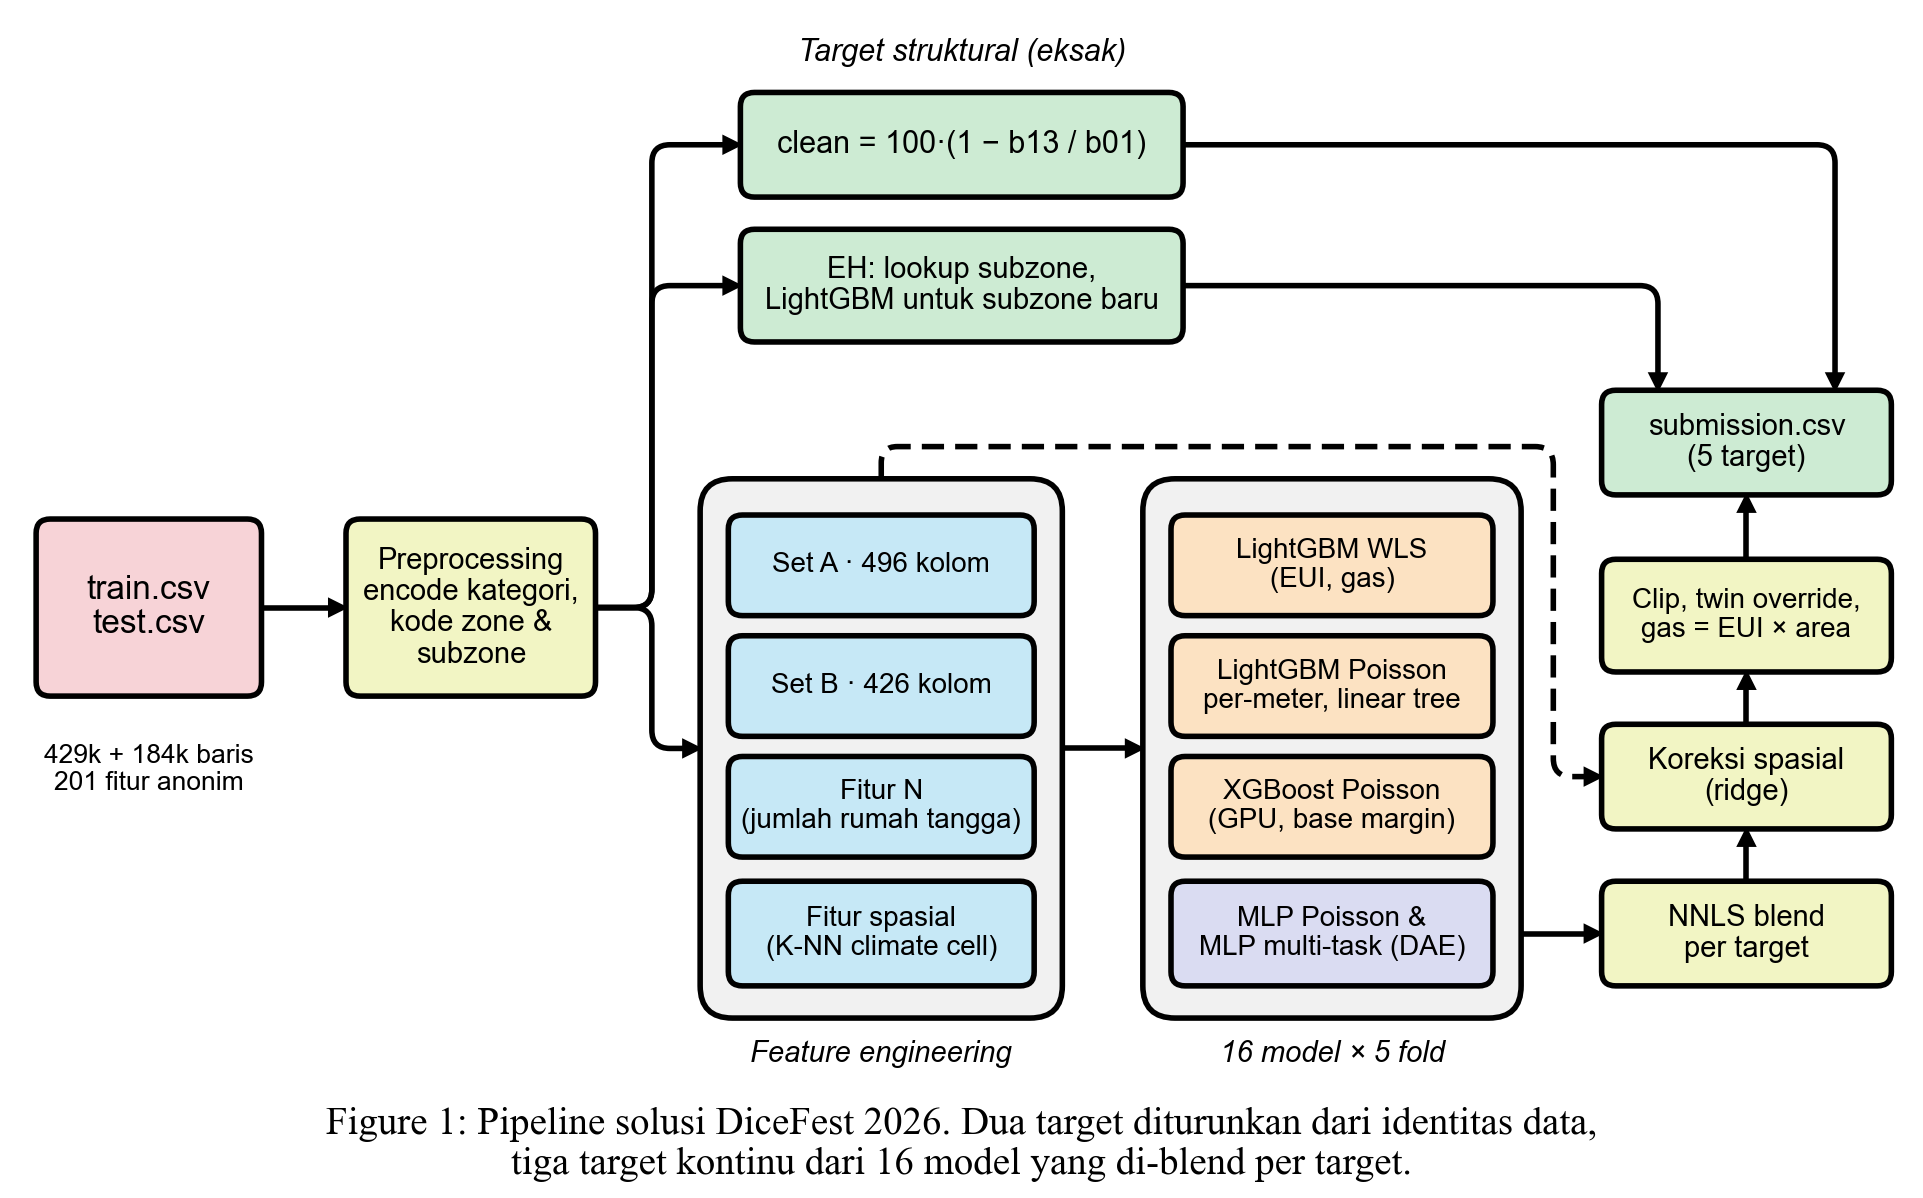 Target struktural (eksak)
clean = 100·(1 − b13 / b01)
EH: lookup subzone,
LightGBM untuk subzone baru
train.csv
test.csv
429k + 184k baris
201 fitur anonim
Preprocessing
encode kategori,
kode zone &
subzone
Set A · 496 kolom
Set B · 426 kolom
Fitur N
(jumlah rumah tangga)
Fitur spasial
(K-NN climate cell)
Feature engineering
LightGBM WLS
(EUI, gas)
LightGBM Poisson
per-meter, linear tree
XGBoost Poisson
(GPU, base margin)
MLP Poisson &
MLP multi-task (DAE)
16 model × 5 fold
submission.csv
(5 target)
Clip, twin override,
gas = EUI × area
Koreksi spasial
(ridge)
NNLS blend
per target
Figure 1: Pipeline solusi DiceFest 2026. Dua target diturunkan dari identitas data,
tiga target kontinu dari 16 model yang di-blend per target.